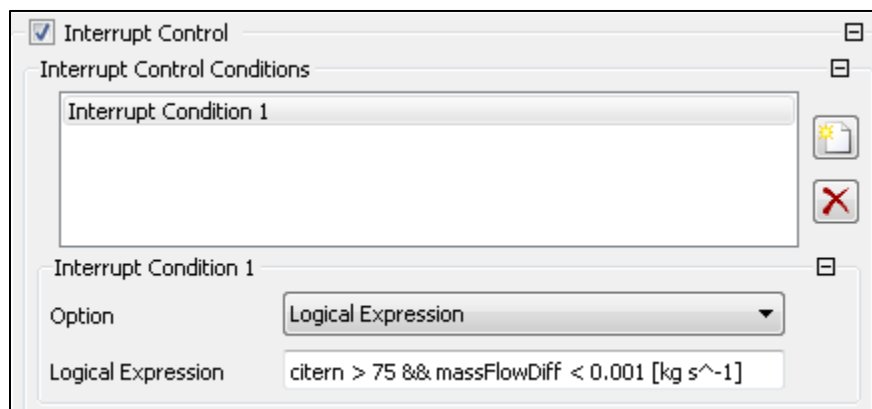 Interrupt Control
Interrupt Control Conditions
Interrupt Condition 1
Interrupt Condition 1
Option Logical Expression
Logical Expression citern > 75 && massFlowDiff < 0.001 [kg s^-1]